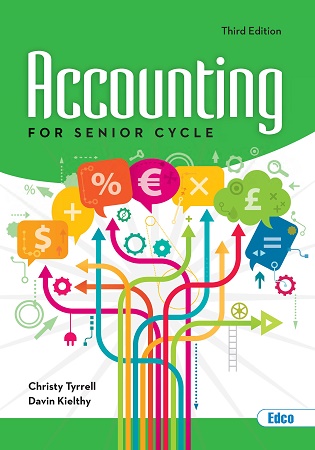 Third Edition
Accounting
FOR SENIOR CYCLE
$
+
%
€
×
£
=
Christy Tyrrell
Davin Kielthy
Edco